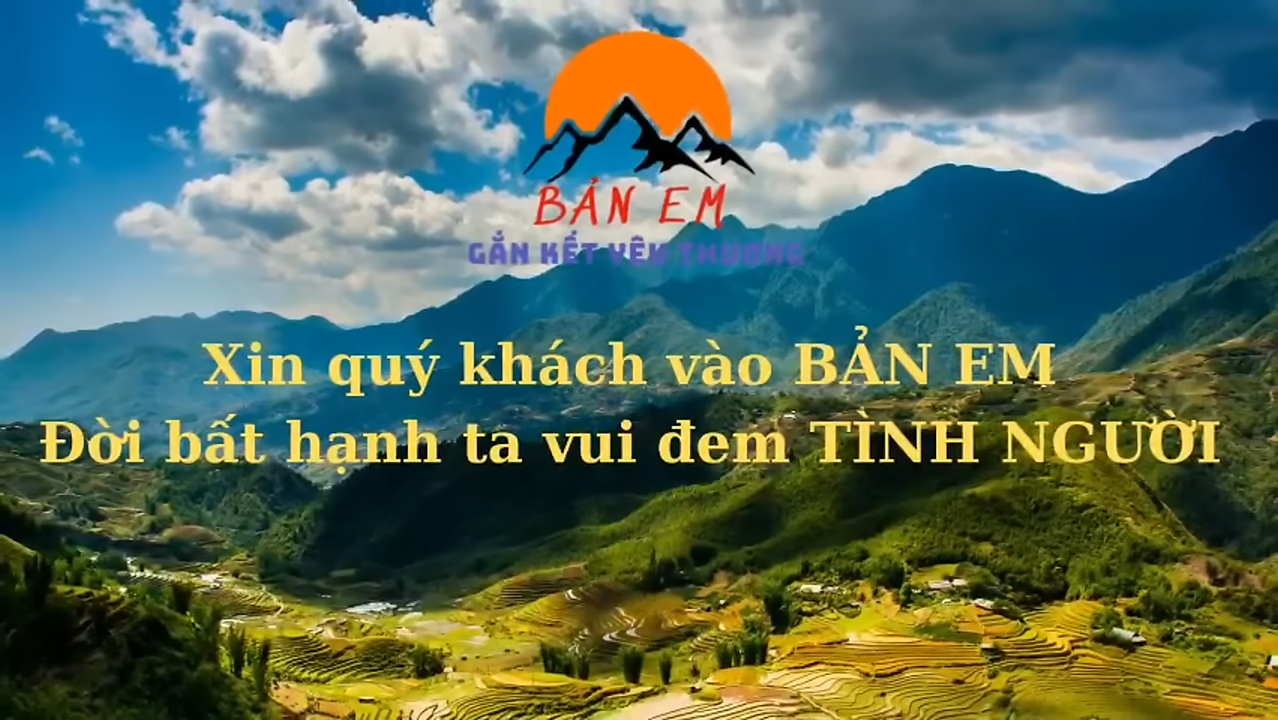 BẢN EM
GẮN KẾT YÊU THƯƠNG
Xin quý khách vào BẢN EM
Đời bất hạnh ta vui đem TÌNH NGƯỜI